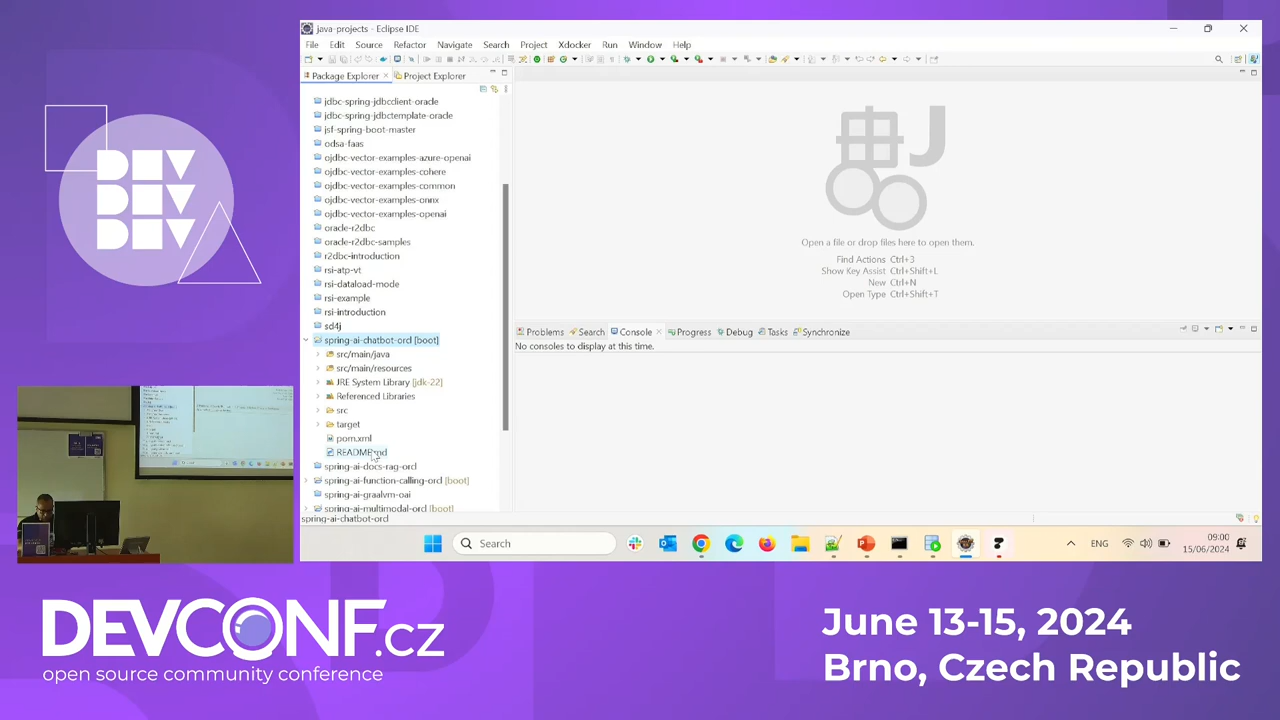 java-projects - Eclipse IDE
File Edit Source Refactor Navigate Search Project Xdocker Run Window Help
Package Explorer Project Explorer
jdbc-spring-jdbcclient-oracle
jdbc-spring-jdbctemplate-oracle
jsf-spring-boot-master
odsa-faas
ojdbc-vector-examples-azure-openai
ojdbc-vector-examples-cohere
ojdbc-vector-examples-common
ojdbc-vector-examples-onnx
ojdbc-vector-examples-openai
oracle-r2dbc
oracle-r2dbc-samples
r2dbc-introduction
rsi-atp-vt
rsi-dataload-mode
rsi-example
rsi-introduction
sd4j
spring-ai-chatbot-orcl [boot]
src/main/java
src/main/resources
JRE System Library [jdk-22]
Referenced Libraries
src
target
pom.xml
README.md
spring-ai-docs-rag-orcl
spring-ai-function-calling-orcl [boot]
spring-ai-graalvm-oai
spring-ai-multimodal-orcl [boot]
spring-ai-chatbot-orcl
Open a file or drop files here to open them.
Find Actions Ctrl+3
Show Key Assist Ctrl+Shift+L
New Ctrl+N
Open Type Ctrl+Shift+T
Problems Search Console Progress Debug Tasks Synchronize
No consoles to display at this time.
Search
ENG
09:00
15/06/2024
DEV
DEV
DEV
DEVCONF.cz
open source community conference
June 13-15, 2024
Brno, Czech Republic